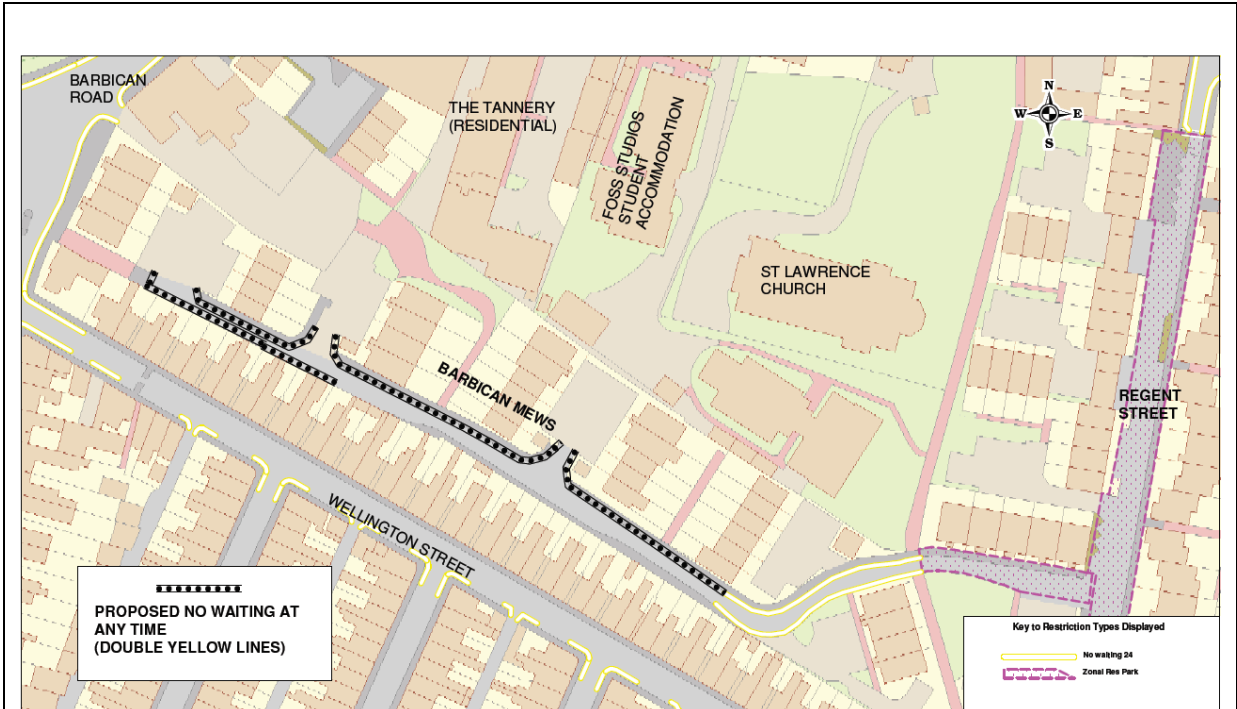 BARBICAN
ROAD
THE TANNERY
(RESIDENTIAL)
FOSS STUDIOS
STUDENT
ACCOMMODATION
N
W E
S
ST LAWRENCE
CHURCH
BARBICAN MEWS
REGENT
STREET
WELLINGTON STREET
PROPOSED NO WAITING AT
ANY TIME
(DOUBLE YELLOW LINES)
Key to Restriction Types Displayed
No waiting 24
Zonal Res Park